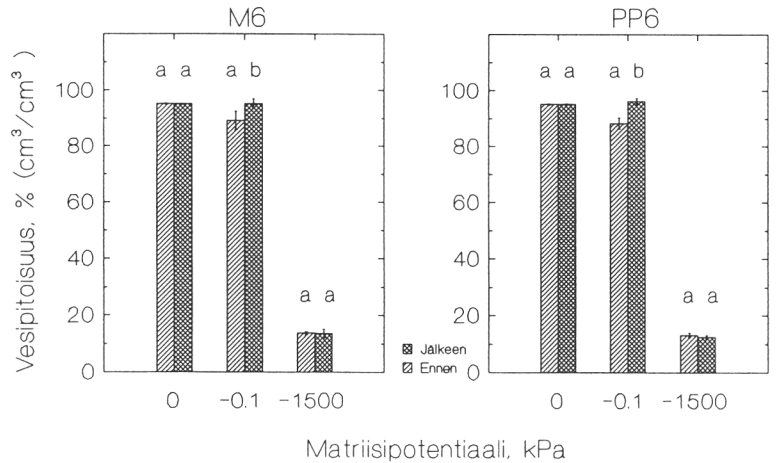 M6
PP6
Vesipitoisuus, % (cm³/cm³)
100
80
60
40
20
0
a a a b
a a
0 -0.1 -1500
100
80
60
40
20
0
a a a b
a a
0 -0.1 -1500
Jälkeen
Ennen
Matriisipotentiaali, kPa